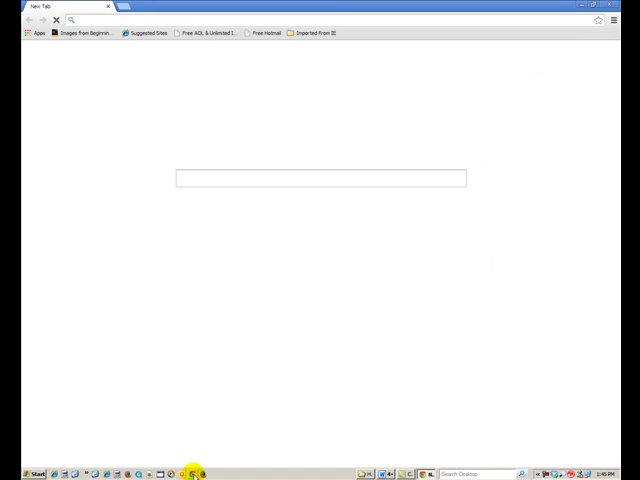 New Tab
Apps Images from Beginnin... Suggested Sites Free AOL & Unlimited I... Free Hotmail Imported From IE
Start » H. 4 C. N. Search Desktop « 1:45 PM